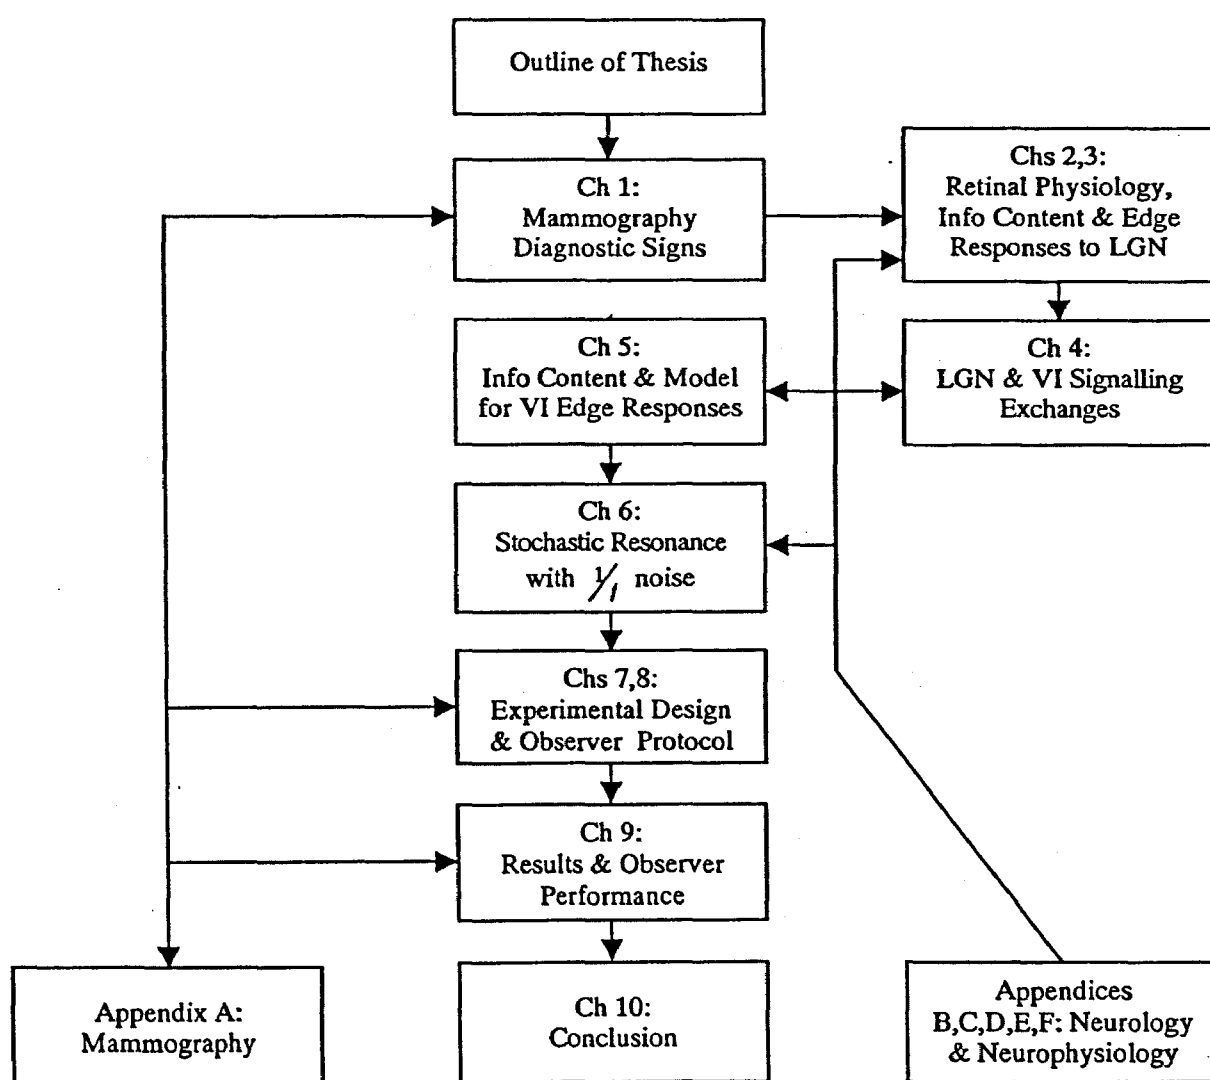 Outline of Thesis
Ch 1:
Mammography
Diagnostic Signs
Chs 2,3:
Retinal Physiology,
Info Content & Edge
Responses to LGN
Ch 4:
LGN & VI Signalling
Exchanges
Ch 5:
Info Content & Model
for VI Edge Responses
Ch 6:
Stochastic Resonance
with 1/f noise
Chs 7,8:
Experimental Design
& Observer Protocol
Ch 9:
Results & Observer
Performance
Ch 10:
Conclusion
Appendix A:
Mammography
Appendices
B,C,D,E,F: Neurology
& Neurophysiology